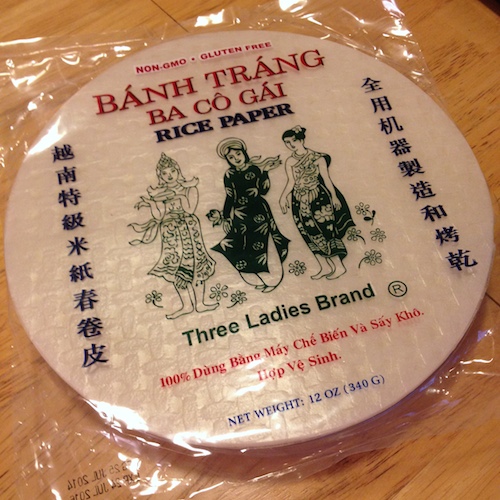 NON-GMO • GLUTEN FREE
BÁNH TRÁNG
BA CÔ GÁI
RICE PAPER
越南特級米紙春卷皮
全用机器製造和烤乾
Three Ladies Brand ®
100% Dùng Bằng Máy Chế Biến Và Sấy Khô.
Hợp Vệ Sinh.
NET WEIGHT: 12 OZ (340 G)